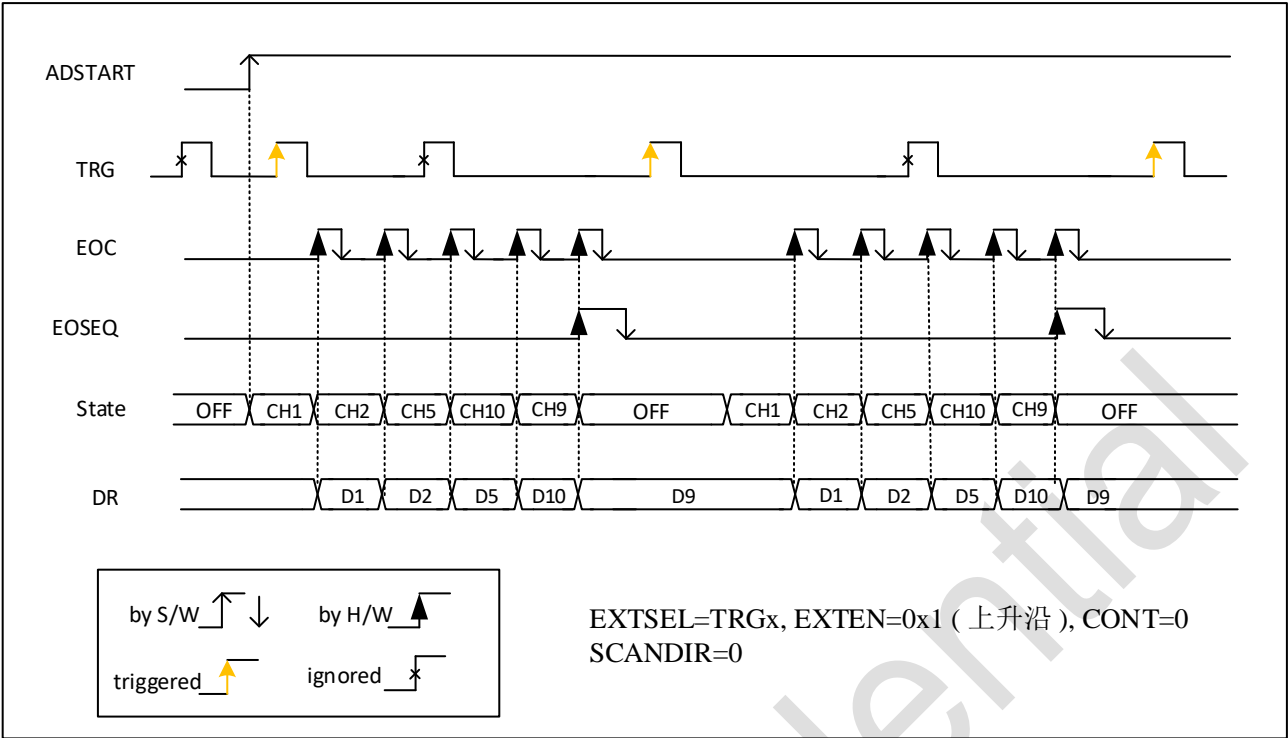 ADSTART
TRG
EOC
EOSEQ
State OFF CH1 CH2 CH5 CH10 CH9 OFF CH1 CH2 CH5 CH10 CH9 OFF
DR D1 D2 D5 D10 D9 D1 D2 D5 D10 D9
by S/W by H/W
triggered ignored
EXTSEL=TRGx, EXTEN=0x1 ( 上升沿 ), CONT=0
SCANDIR=0